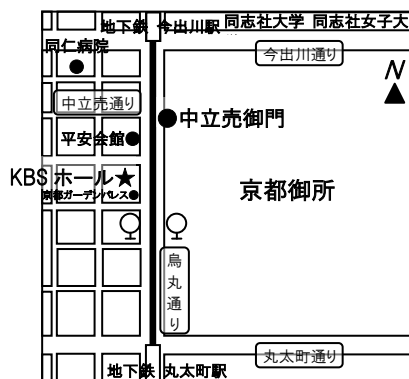 地下鉄 今出川駅
同志社大学 同志社女子大
同仁病院
今出川通り
N
中立売通り
中立売御門
平安会館
KBS ホール★
京都ガーデンパレス
京都御所
烏丸通り
丸太町通り
地下鉄 丸太町駅